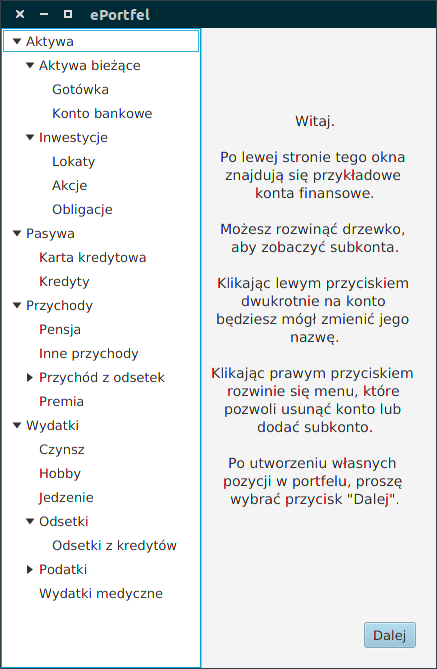 ePortfel
Aktywa
Aktywa bieżące
Gotówka
Konto bankowe
Inwestycje
Lokaty
Akcje
Obligacje
Pasywa
Karta kredytowa
Kredyty
Przychody
Pensja
Inne przychody
Przychód z odsetek
Premia
Wydatki
Czynsz
Hobby
Jedzenie
Odsetki
Odsetki z kredytów
Podatki
Wydatki medyczne
Witaj.
Po lewej stronie tego okna
znajdują się przykładowe
konta finansowe.
Możesz rozwinąć drzewko,
aby zobaczyć subkonta.
Klikając lewym przyciskiem
dwukrotnie na konto
będziesz mógł zmienić jego
nazwę.
Klikając prawym przyciskiem
rozwinie się menu, które
pozwoli usunąć konto lub
dodać subkonto.
Po utworzeniu własnych
pozycji w portfelu, proszę
wybrać przycisk "Dalej".
Dalej